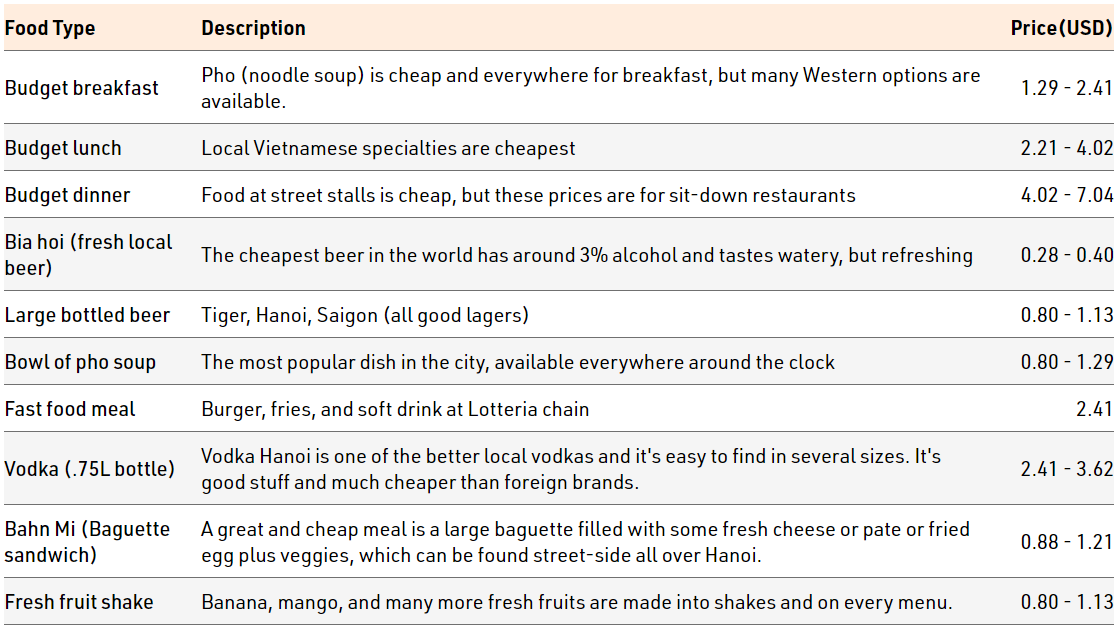 Food Type Description Price(USD)
Budget breakfast Pho (noodle soup) is cheap and everywhere for breakfast, but many Western options are available. 1.29 - 2.41
Budget lunch Local Vietnamese specialties are cheapest 2.21 - 4.02
Budget dinner Food at street stalls is cheap, but these prices are for sit-down restaurants 4.02 - 7.04
Bia hoi (fresh local beer) The cheapest beer in the world has around 3% alcohol and tastes watery, but refreshing 0.28 - 0.40
Large bottled beer Tiger, Hanoi, Saigon (all good lagers) 0.80 - 1.13
Bowl of pho soup The most popular dish in the city, available everywhere around the clock 0.80 - 1.29
Fast food meal Burger, fries, and soft drink at Lotteria chain 2.41
Vodka (.75L bottle) Vodka Hanoi is one of the better local vodkas and it's easy to find in several sizes. It's good stuff and much cheaper than foreign brands. 2.41 - 3.62
Bahn Mi (Baguette sandwich) A great and cheap meal is a large baguette filled with some fresh cheese or pate or fried egg plus veggies, which can be found street-side all over Hanoi. 0.88 - 1.21
Fresh fruit shake Banana, mango, and many more fresh fruits are made into shakes and on every menu. 0.80 - 1.13